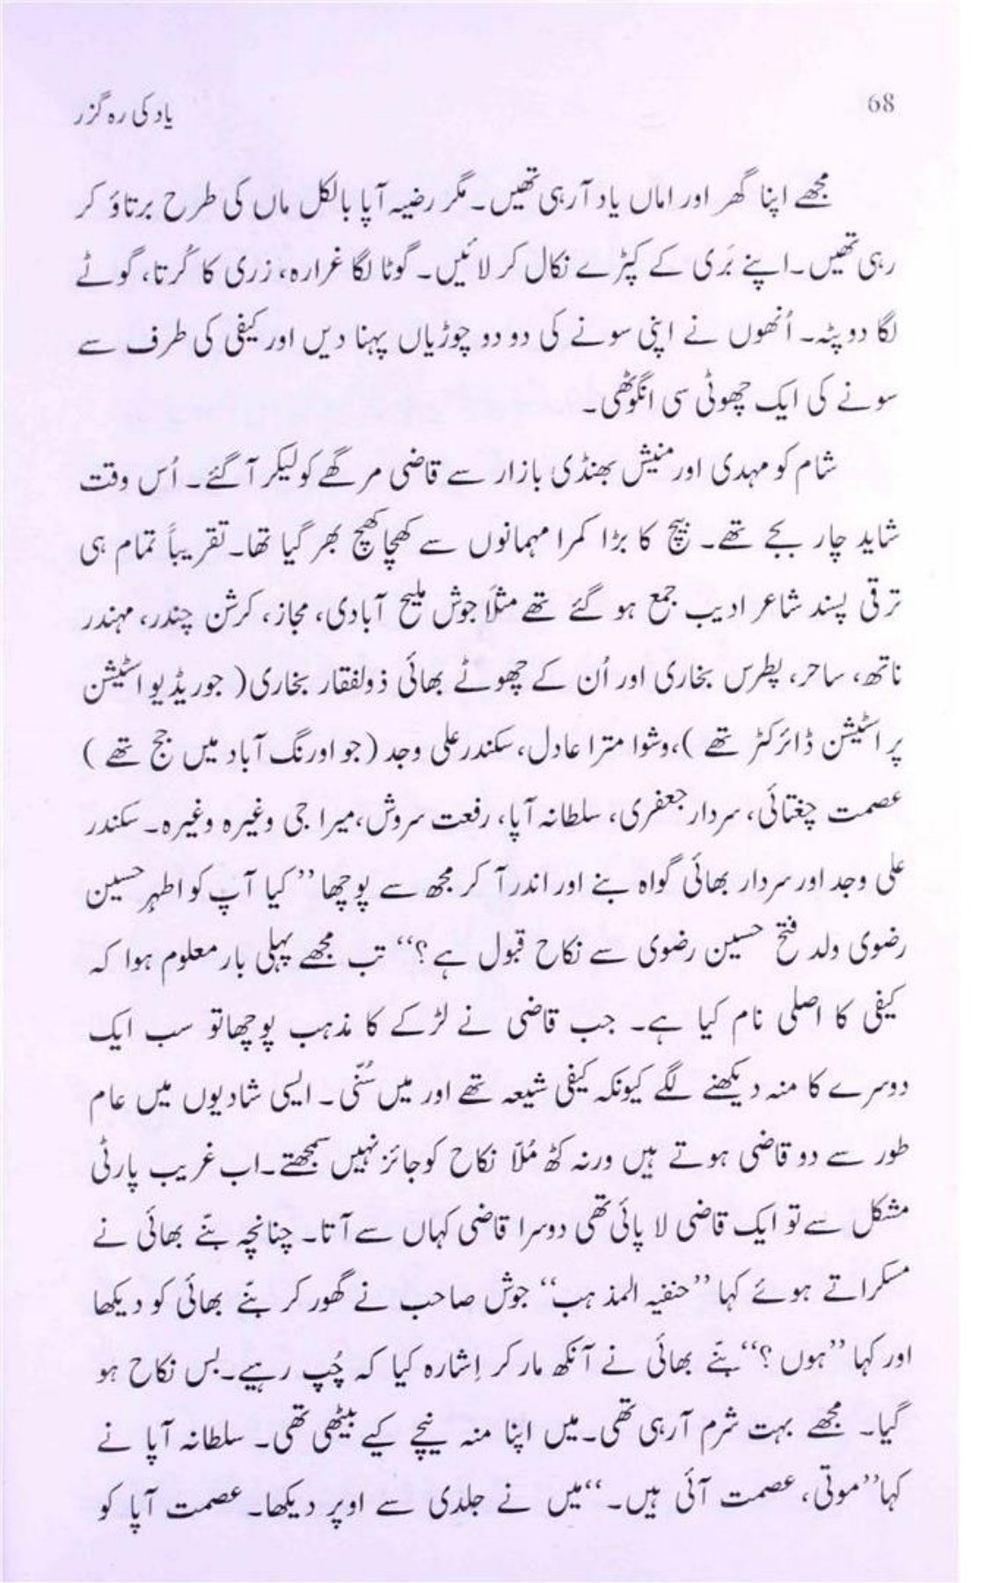 68
یاد کی رہ گزر
مجھے اپنا گھر اور اماں یاد آرہی تھیں۔ مگر رضیہ آپا بالکل ماں کی طرح برتاؤ کر
رہی تھیں۔ اپنے بَری کے کپڑے نکال کر لائیں۔ گوٹا لگا غرارہ، زری کا کُرتا، گوٹے
لگا دوپٹہ۔ اُنھوں نے اپنی سونے کی دو دو چوڑیاں پہنا دیں اور کیفی کی طرف سے
سونے کی ایک چھوٹی سی انگوٹھی۔
شام کو مہدی اور منیش بھنڈی بازار سے قاضی مرگھے کو لیکر آگئے۔ اُس وقت
شاید چار بجے تھے۔ بیچ کا بڑا کمرا مہمانوں سے کھچا کھچ بھر گیا تھا۔ تقریباً تمام ہی
ترقی پسند شاعر ادیب جمع ہو گئے تھے مثلاً جوش ملیح آبادی، مجاز، کرشن چندر، مہندر
ناتھ، ساحر، پطرس بخاری اور اُن کے چھوٹے بھائی ذولفقار بخاری (جو ریڈیو اسٹیشن
پر اسٹیشن ڈائرکٹر تھے)، وشوا مترا عادل، سکندر علی وجد (جو اورنگ آباد میں جج تھے)
عصمت چغتائی، سردار جعفری، سلطانہ آپا، رفعت سروش، میرا جی وغیرہ وغیرہ۔ سکندر
علی وجد اور سردار بھائی گواہ بنے اور اندر آ کر مجھ سے پوچھا ’’کیا آپ کو اطہر حسین
رضوی ولد فتح حسین رضوی سے نکاح قبول ہے؟‘‘ تب مجھے پہلی بار معلوم ہوا کہ
کیفی کا اصلی نام کیا ہے۔ جب قاضی نے لڑکے کا مذہب پوچھا تو سب ایک
دوسرے کا منہ دیکھنے لگے کیونکہ کیفی شیعہ تھے اور میں سُنّی۔ ایسی شادیوں میں عام
طور سے دو قاضی ہوتے ہیں ورنہ کٹھ مُلّا نکاح کو جائز نہیں سمجھتے۔ اب غریب پارٹی
مشکل سے تو ایک قاضی لا پائی تھی دوسرا قاضی کہاں سے آتا۔ چنانچہ بنّے بھائی نے
مسکراتے ہوئے کہا ’’حنفیہ المذہب‘‘ جوش صاحب نے گھور کر بنّے بھائی کو دیکھا
اور کہا ’’ہوں؟‘‘ بنّے بھائی نے آنکھ مار کر اِشارہ کیا کہ چُپ رہیے۔ بس نکاح ہو
گیا۔ مجھے بہت شرم آرہی تھی۔ میں اپنا منہ نیچے کیے بیٹھی تھی۔ سلطانہ آپا نے
کہا ’’موتی، عصمت آئی ہیں۔‘‘ میں نے جلدی سے اوپر دیکھا۔ عصمت آپا کو